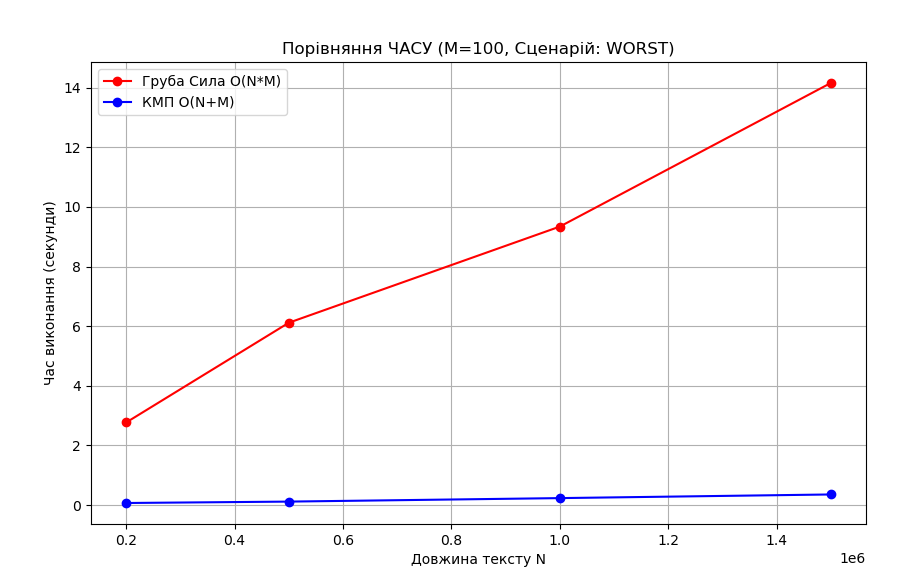 Порівняння ЧАСУ (M=100, Сценарій: WORST)
Груба Сила O(N*M)
КМП O(N+M)
Час виконання (секунди)
14
12
10
8
6
4
2
0
0.2 0.4 0.6 0.8 1.0 1.2 1.4
1e6
Довжина тексту N